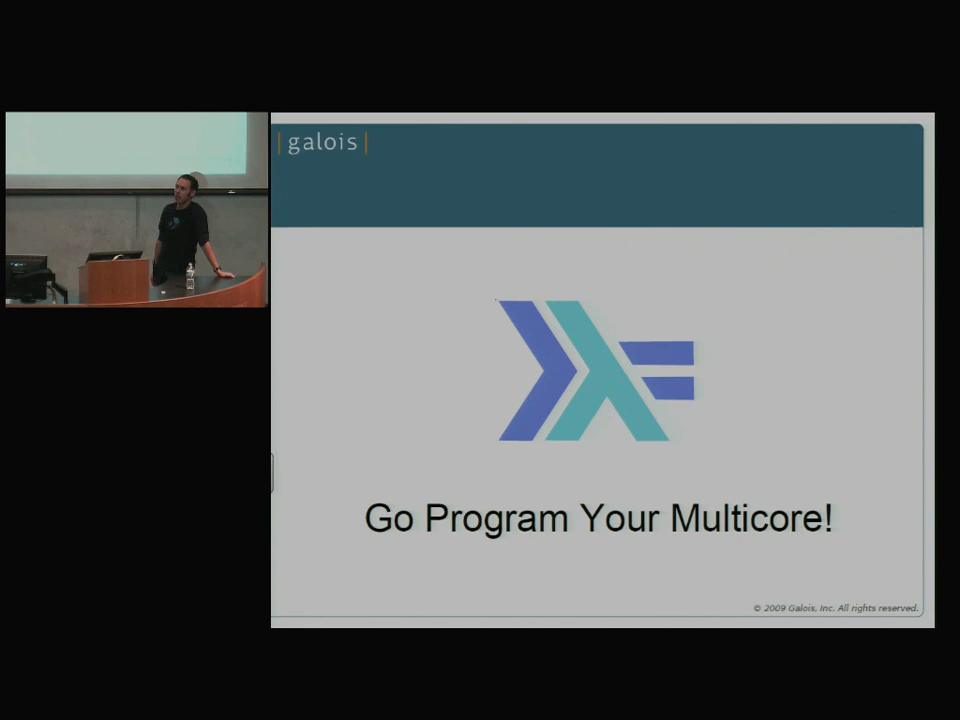 |galois|
Go Program Your Multicore!
© 2009 Galois, Inc. All rights reserved.